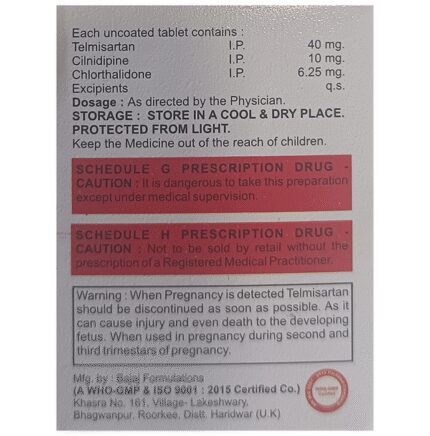 Each uncoated tablet contains :
Telmisartan I.P. 40 mg.
Cilnidipine I.P. 10 mg.
Chlorthalidone I.P. 6.25 mg.
Excipients q.s.
Dosage : As directed by the Physician.
STORAGE : STORE IN A COOL & DRY PLACE.
PROTECTED FROM LIGHT.
Keep the Medicine out of the reach of children.
SCHEDULE G PRESCRIPTION DRUG -
CAUTION : It is dangerous to take this preparation
except under medical supervision.
SCHEDULE H PRESCRIPTION DRUG -
CAUTION : Not to be sold by retail without the
prescription of a Registered Medical Practitioner.
Warning : When Pregnancy is detected Telmisartan
should be discontinued as soon as possible. As it
can cause injury and even death to the developing
fetus. When used in pregnancy during second and
third trimestars of pregnancy.
Mfg. by : Bajaj Formulations
(A WHO-GMP & ISO 9001 : 2015 Certified Co.)
Khasra No. 161, Village- Lakeshwary,
Bhagwanpur, Roorkee, Distt. Haridwar (U.K)
WHO-GMP
Certified